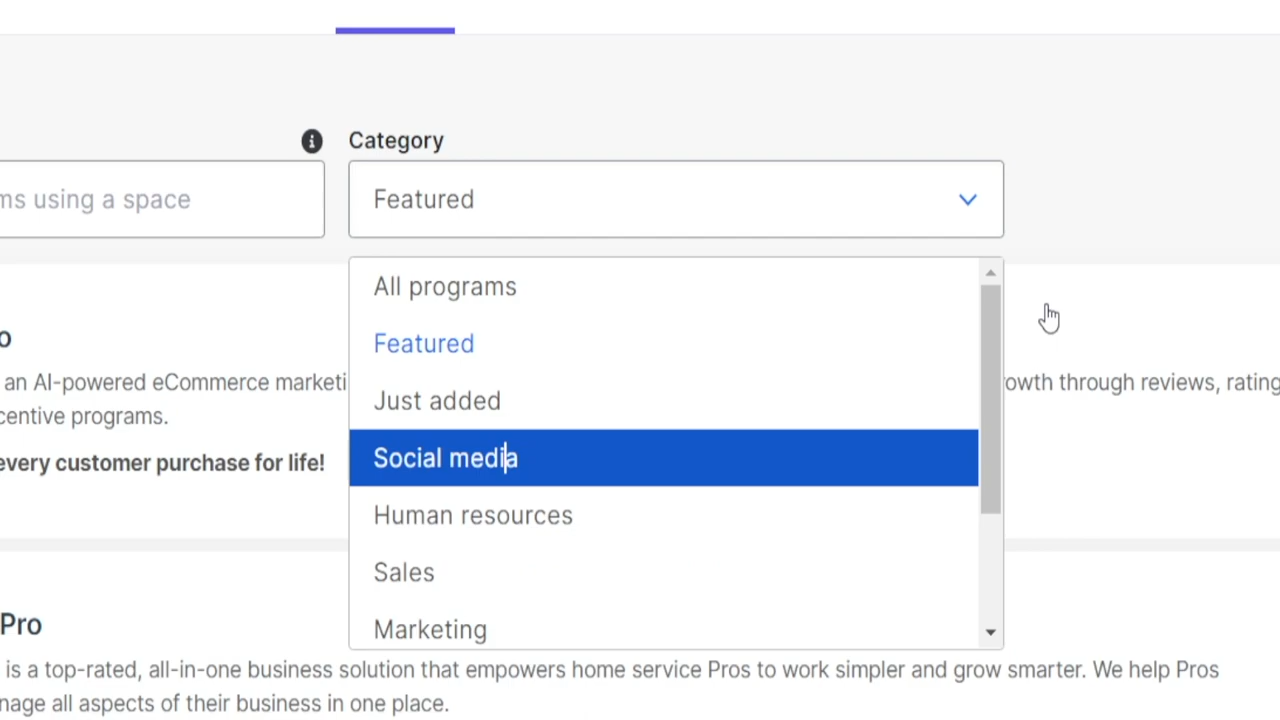 Category
ms using a space
Featured
All programs
Featured
Just added
Social media
Human resources
Sales
Marketing
o
an AI-powered eCommerce marketi
owth through reviews, rating
centive programs.
every customer purchase for life!
Pro
is a top-rated, all-in-one business solution that empowers home service Pros to work simpler and grow smarter. We help Pros
nage all aspects of their business in one place.